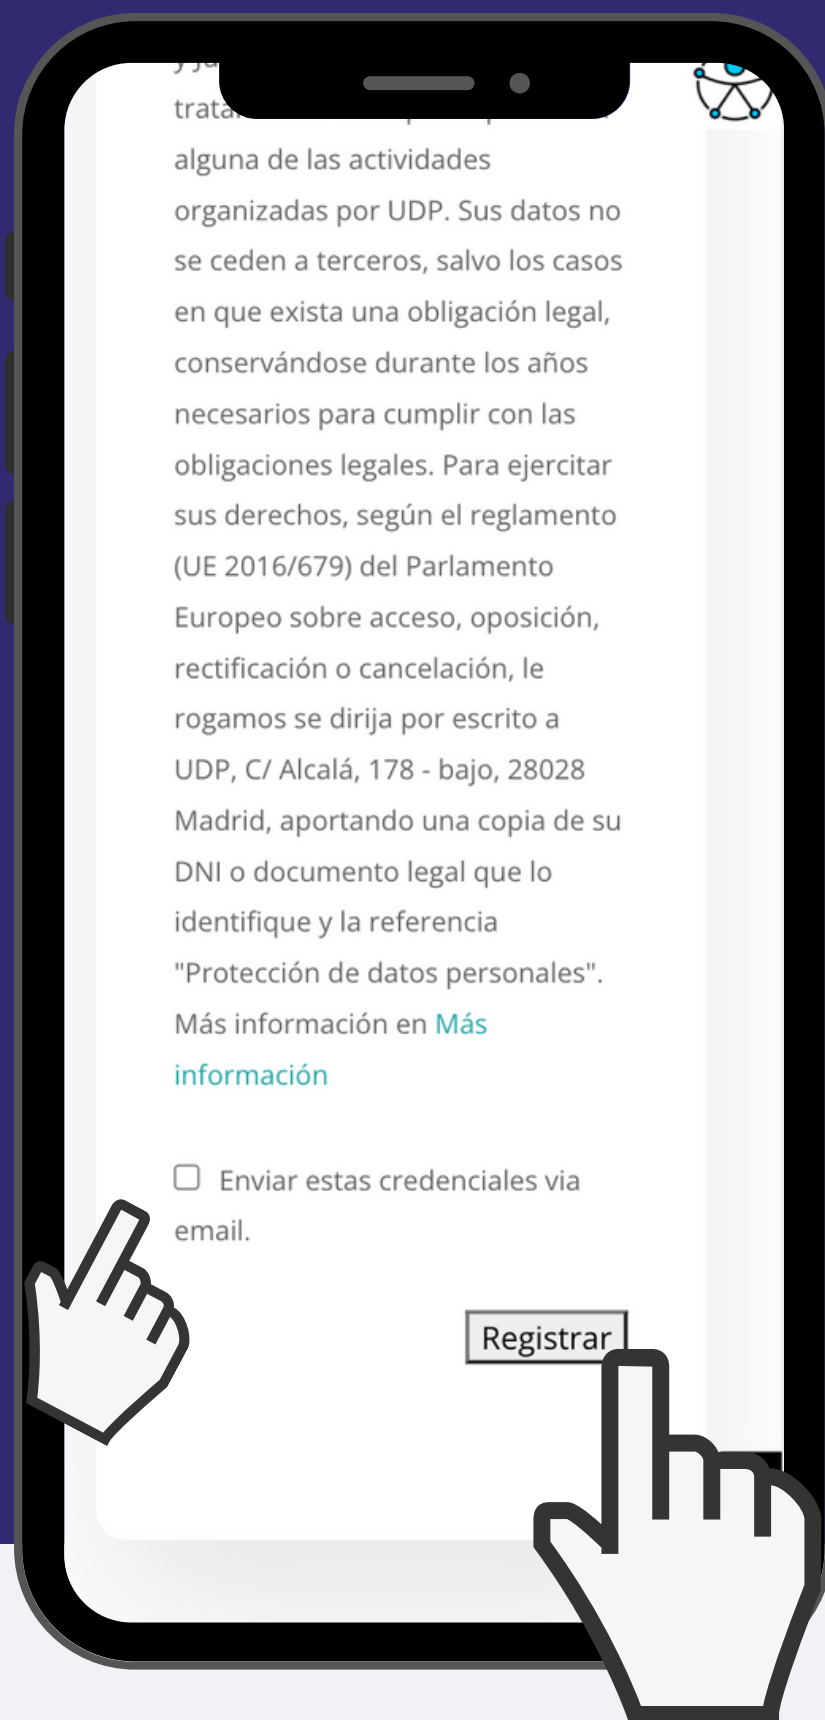 alguna de las actividades
organizadas por UDP. Sus datos no
se ceden a terceros, salvo los casos
en que exista una obligación legal,
conservándose durante los años
necesarios para cumplir con las
obligaciones legales. Para ejercitar
sus derechos, según el reglamento
(UE 2016/679) del Parlamento
Europeo sobre acceso, oposición,
rectificación o cancelación, le
rogamos se dirija por escrito a
UDP, C/ Alcalá, 178 - bajo, 28028
Madrid, aportando una copia de su
DNI o documento legal que lo
identifique y la referencia
"Protección de datos personales".
Más información en Más
información
Enviar estas credenciales via
email.
Registrar